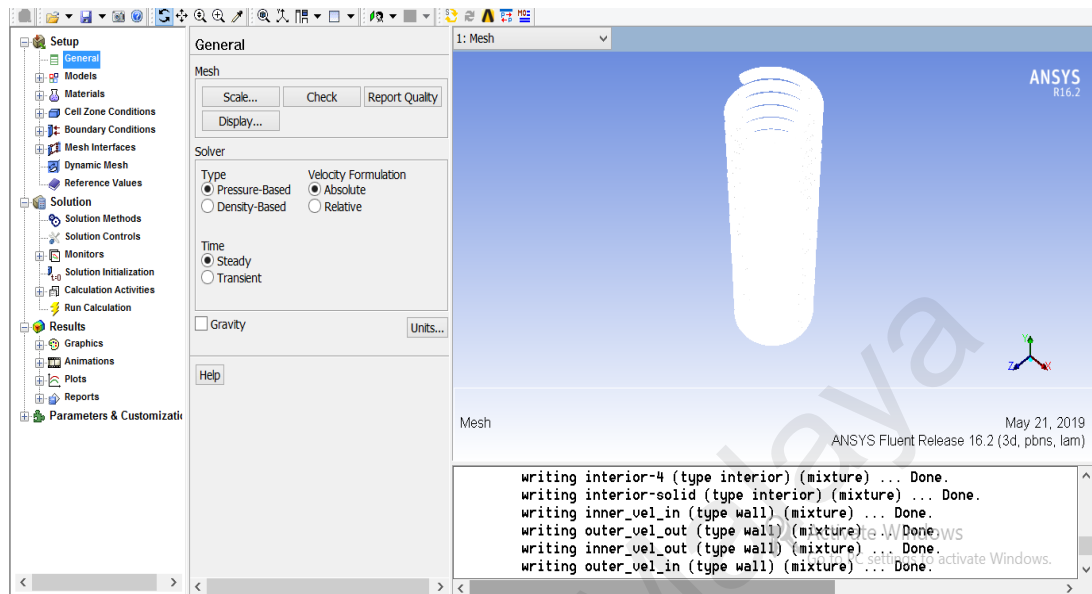 Setup
General
Models
Materials
Cell Zone Conditions
Boundary Conditions
Mesh Interfaces
Dynamic Mesh
Reference Values
Solution
Solution Methods
Solution Controls
Monitors
Solution Initialization
Calculation Activities
Run Calculation
Results
Graphics
Animations
Plots
Reports
Parameters & Customizatio
General
Mesh
Scale... Check Report Quality
Display...
Solver
Type Velocity Formulation
Pressure-Based Absolute
Density-Based Relative
Time
Steady
Transient
Gravity
Units...
Help
1: Mesh
ANSYS
R16.2
Y
Z X
Mesh
May 21, 2019
ANSYS Fluent Release 16.2 (3d, pbns, lam)
writing interior-4 (type interior) (mixture) ... Done.
writing interior-solid (type interior) (mixture) ... Done.
writing inner_vel_in (type wall) (mixture) ... Done.
writing outer_vel_out (type wall) (mixture) ... Done.
writing inner_vel_out (type wall) (mixture) ... Done.
writing outer_vel_in (type wall) (mixture) ... Done.
Activate Windows
Go to PC settings to activate Windows.